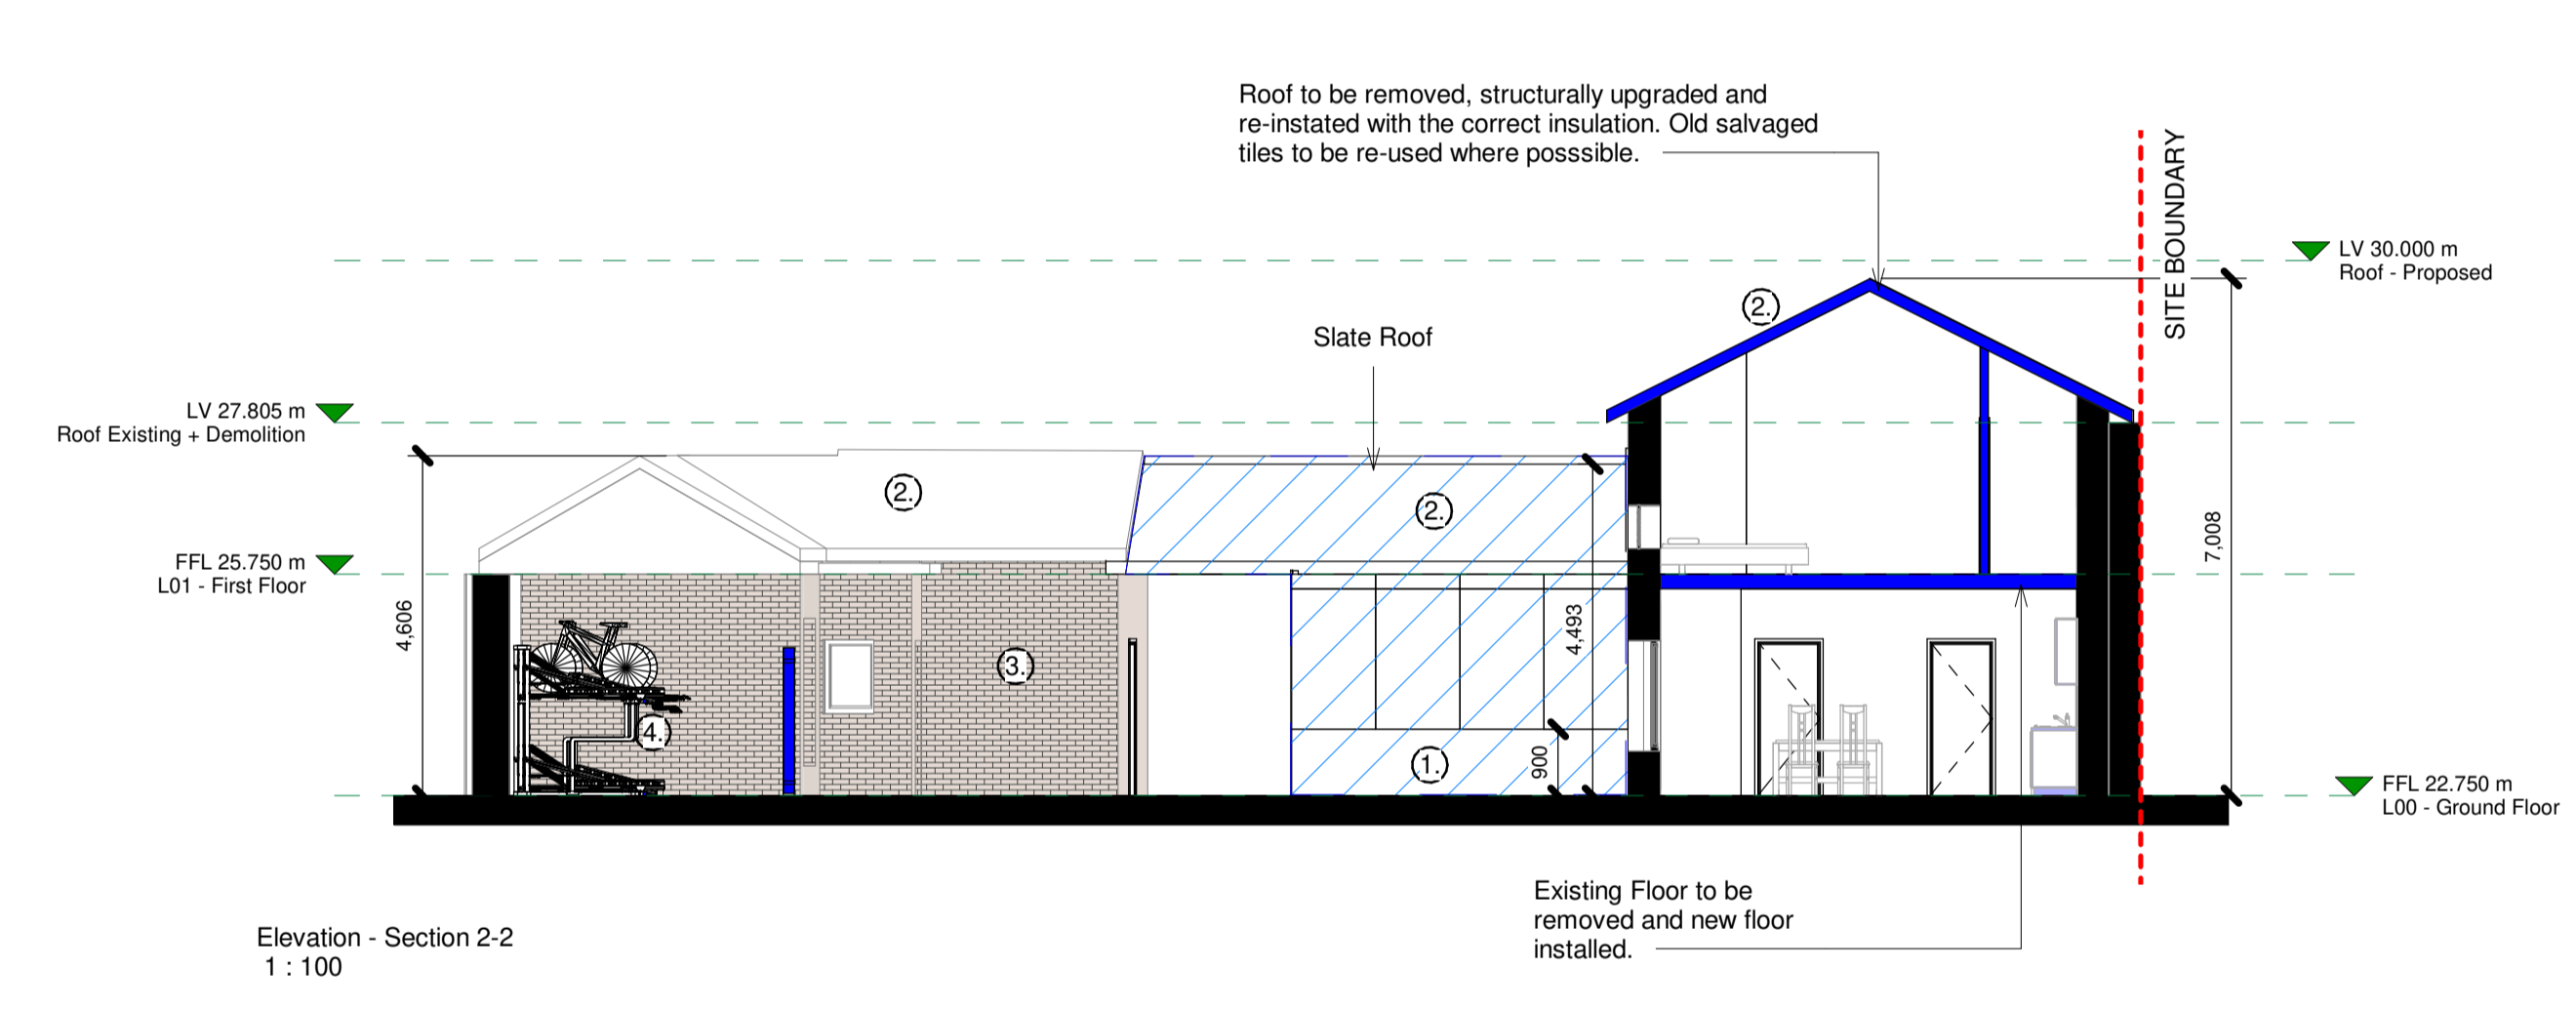 Roof to be removed, structurally upgraded and
re-instated with the correct insulation. Old salvaged
tiles to be re-used where posssible.
SITE BOUNDARY
LV 30.000 m
Roof - Proposed
2.
Slate Roof
LV 27.805 m
Roof Existing + Demolition
2.
2.
7,008
FFL 25.750 m
L01 - First Floor
4,606
4,493
3.
4.
900
1.
FFL 22.750 m
L00 - Ground Floor
Existing Floor to be
removed and new floor
installed.
Elevation - Section 2-2
1 : 100